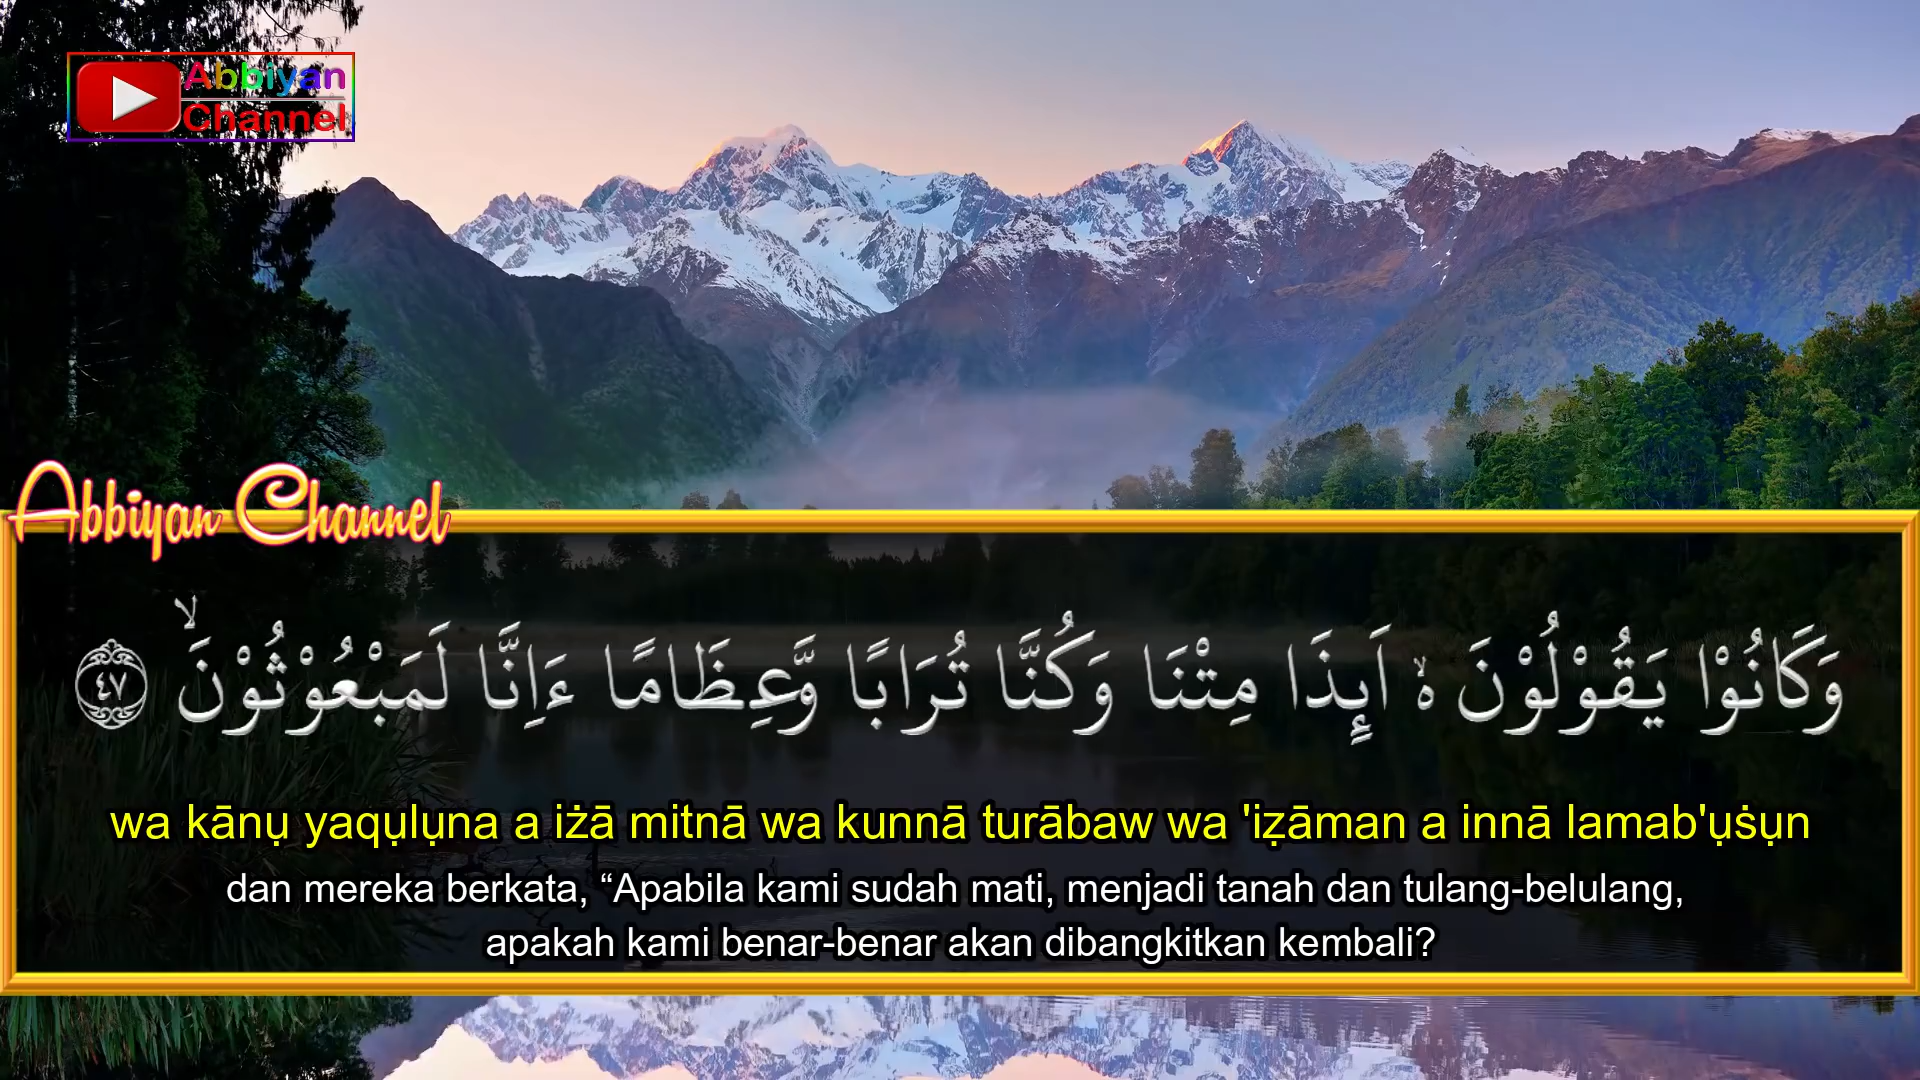 Abbiyan
Channel
Abbiyan Channel
وَكَانُوْا يَقُوْلُوْنَ ەۙ اَىِٕذَا مِتْنَا وَكُنَّا تُرَابًا وَّعِظَامًا ءَاِنَّا لَمَبْعُوْثُوْنَۙ ٤٧
wa kānụ yaqụlụna a iżā mitnā wa kunnā turābaw wa 'iẓāman a innā lamab'ụṡụn
dan mereka berkata, “Apabila kami sudah mati, menjadi tanah dan tulang-belulang,
apakah kami benar-benar akan dibangkitkan kembali?